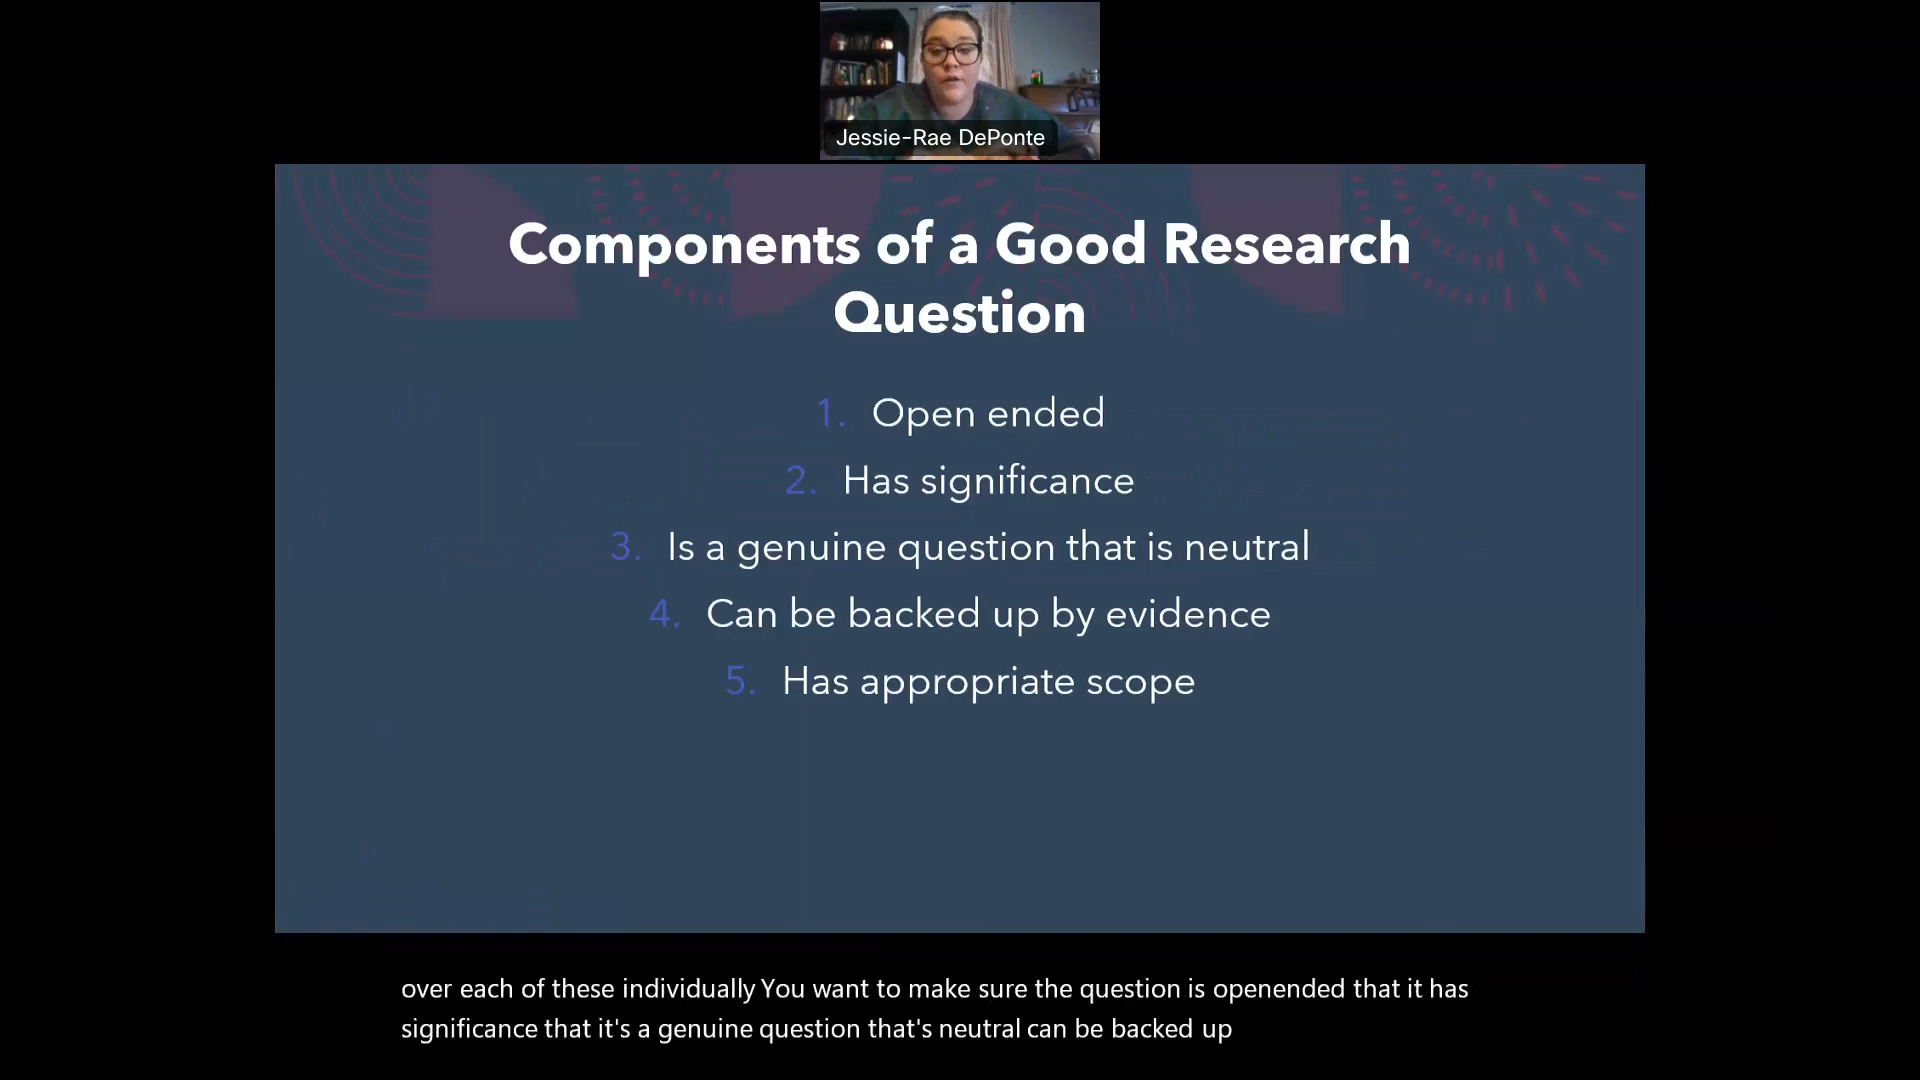 Jessie-Rae DePonte
Components of a Good Research
Question
1. Open ended
2. Has significance
3. Is a genuine question that is neutral
4. Can be backed up by evidence
5. Has appropriate scope
over each of these individually You want to make sure the question is openended that it has
significance that it's a genuine question that's neutral can be backed up